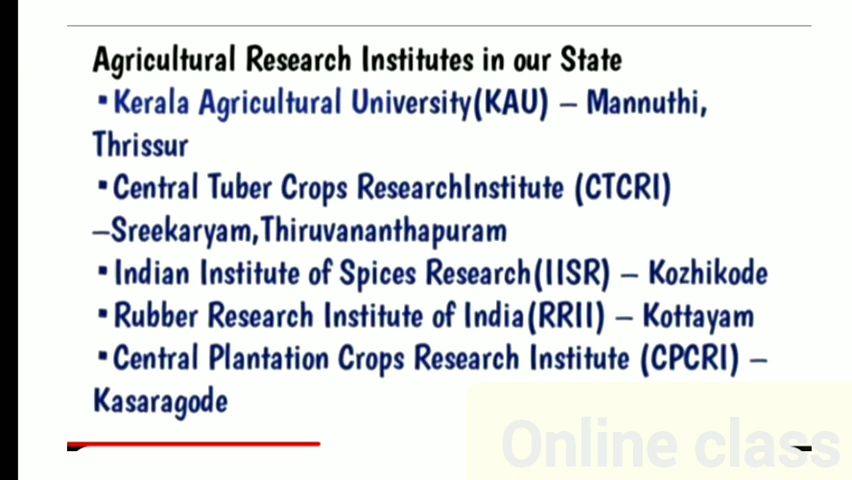 Agricultural Research Institutes in our State
▪Kerala Agricultural University(KAU) – Mannuthi,
Thrissur
▪Central Tuber Crops ResearchInstitute (CTCRI)
–Sreekaryam,Thiruvananthapuram
▪Indian Institute of Spices Research(IISR) – Kozhikode
▪Rubber Research Institute of India(RRII) – Kottayam
▪Central Plantation Crops Research Institute (CPCRI) –
Kasaragode
Online class